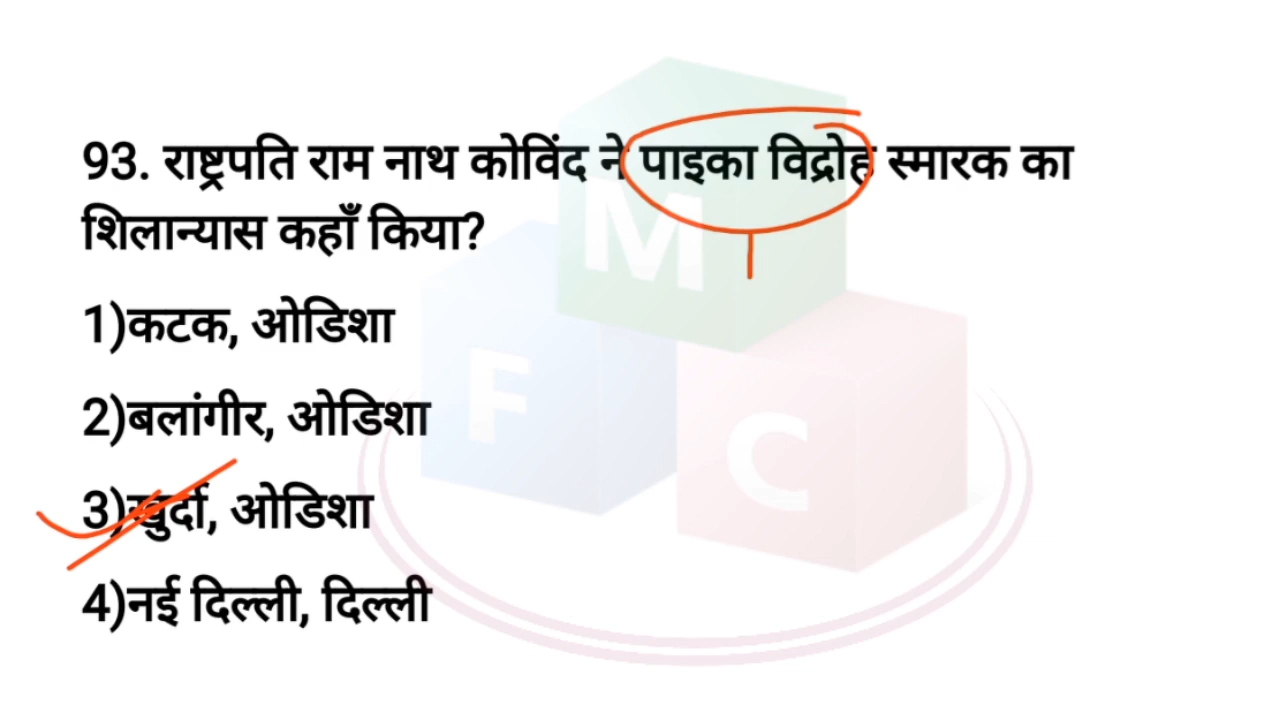 93. राष्ट्रपति राम नाथ कोविंद ने पाइका विद्रोह स्मारक का
शिलान्यास कहाँ किया?
1)कटक, ओडिशा
2)बलांगीर, ओडिशा
3)खुर्दा, ओडिशा
4)नई दिल्ली, दिल्ली
M
F
C